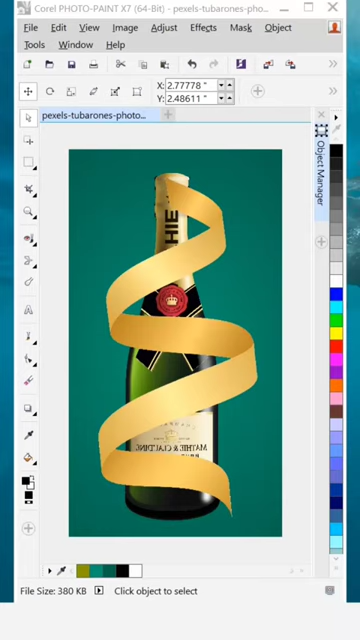 Corel PHOTO-PAINT X7 (64-Bit) - pexels-tubarones-pho...
File Edit View Image Adjust Effects Mask Object
Tools Window Help
X: 2.77778 "
Y: 2.48611 "
pexels-tubarones-photo...
Object Manager
HIE
File Size: 380 KB Click object to select